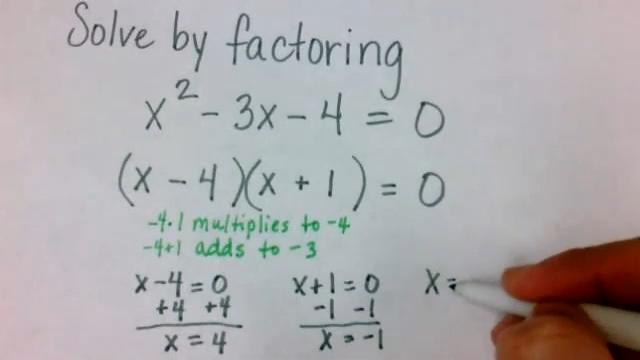 Solve by factoring
x² - 3x - 4 = 0
(x - 4)(x + 1) = 0
-4·1 multiplies to -4
-4+1 adds to -3
x-4=0 x+1=0 x=
+4 +4 -1 -1
x = 4 x = -1